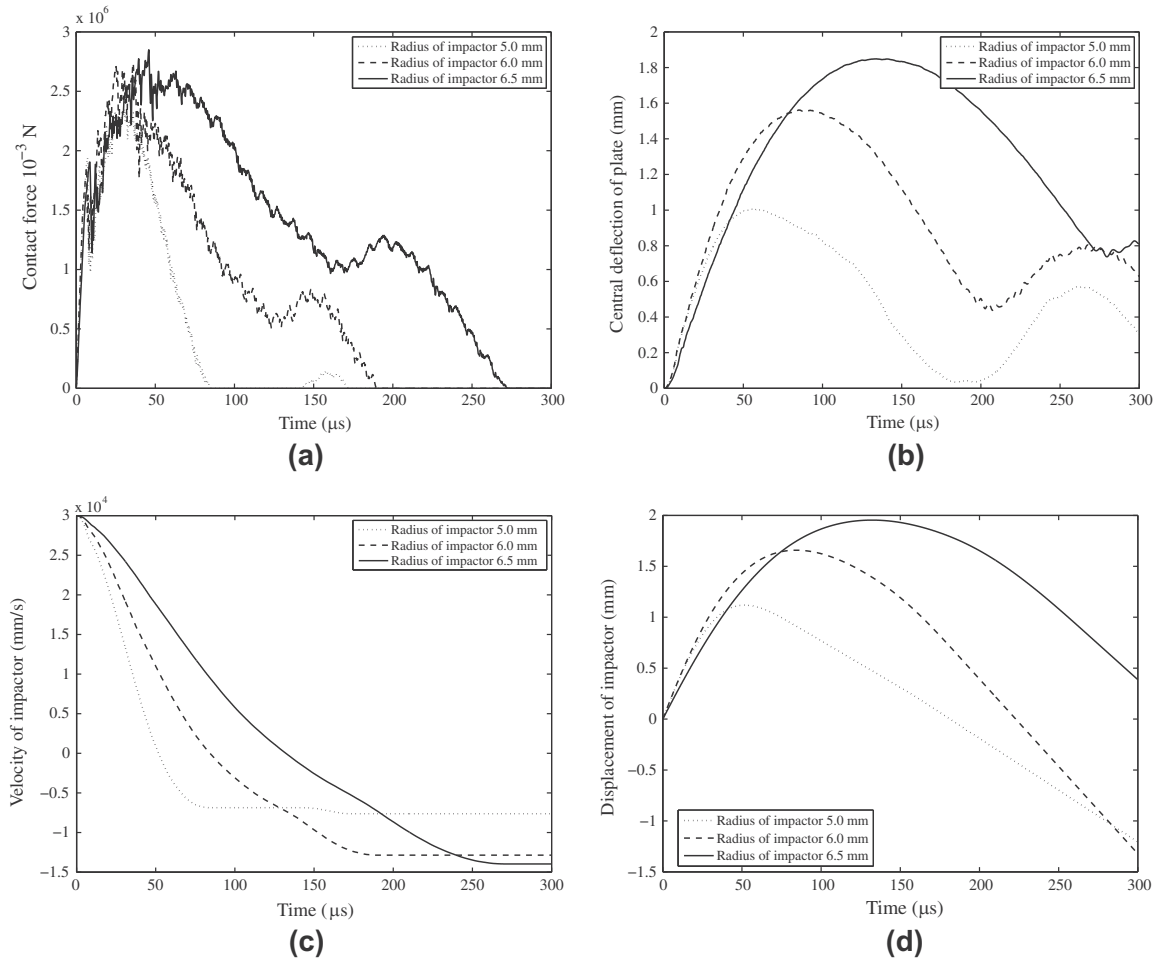 x 10⁶
3
2.5
2
1.5
1
0.5
0
Contact force 10⁻³ N
Radius of impactor 5.0 mm
Radius of impactor 6.0 mm
Radius of impactor 6.5 mm
0 50 100 150 200 250 300
Time (μs)
(a)
2
1.8
1.6
1.4
1.2
1
0.8
0.6
0.4
0.2
0
Central deflection of plate (mm)
Radius of impactor 5.0 mm
Radius of impactor 6.0 mm
Radius of impactor 6.5 mm
0 50 100 150 200 250 300
Time (μs)
(b)
x 10⁴
30
2.5
20
1.5
10
0.5
0
−0.5
−1
−1.5
Velocity of impactor (mm/s)
Radius of impactor 5.0 mm
Radius of impactor 6.0 mm
Radius of impactor 6.5 mm
0 50 100 150 200 250 300
Time (μs)
(c)
2
1.5
1
0.5
0
−0.5
−1
−1.5
Displacement of impactor (mm)
Radius of impactor 5.0 mm
Radius of impactor 6.0 mm
Radius of impactor 6.5 mm
0 50 100 150 200 250 300
Time (μs)
(d)